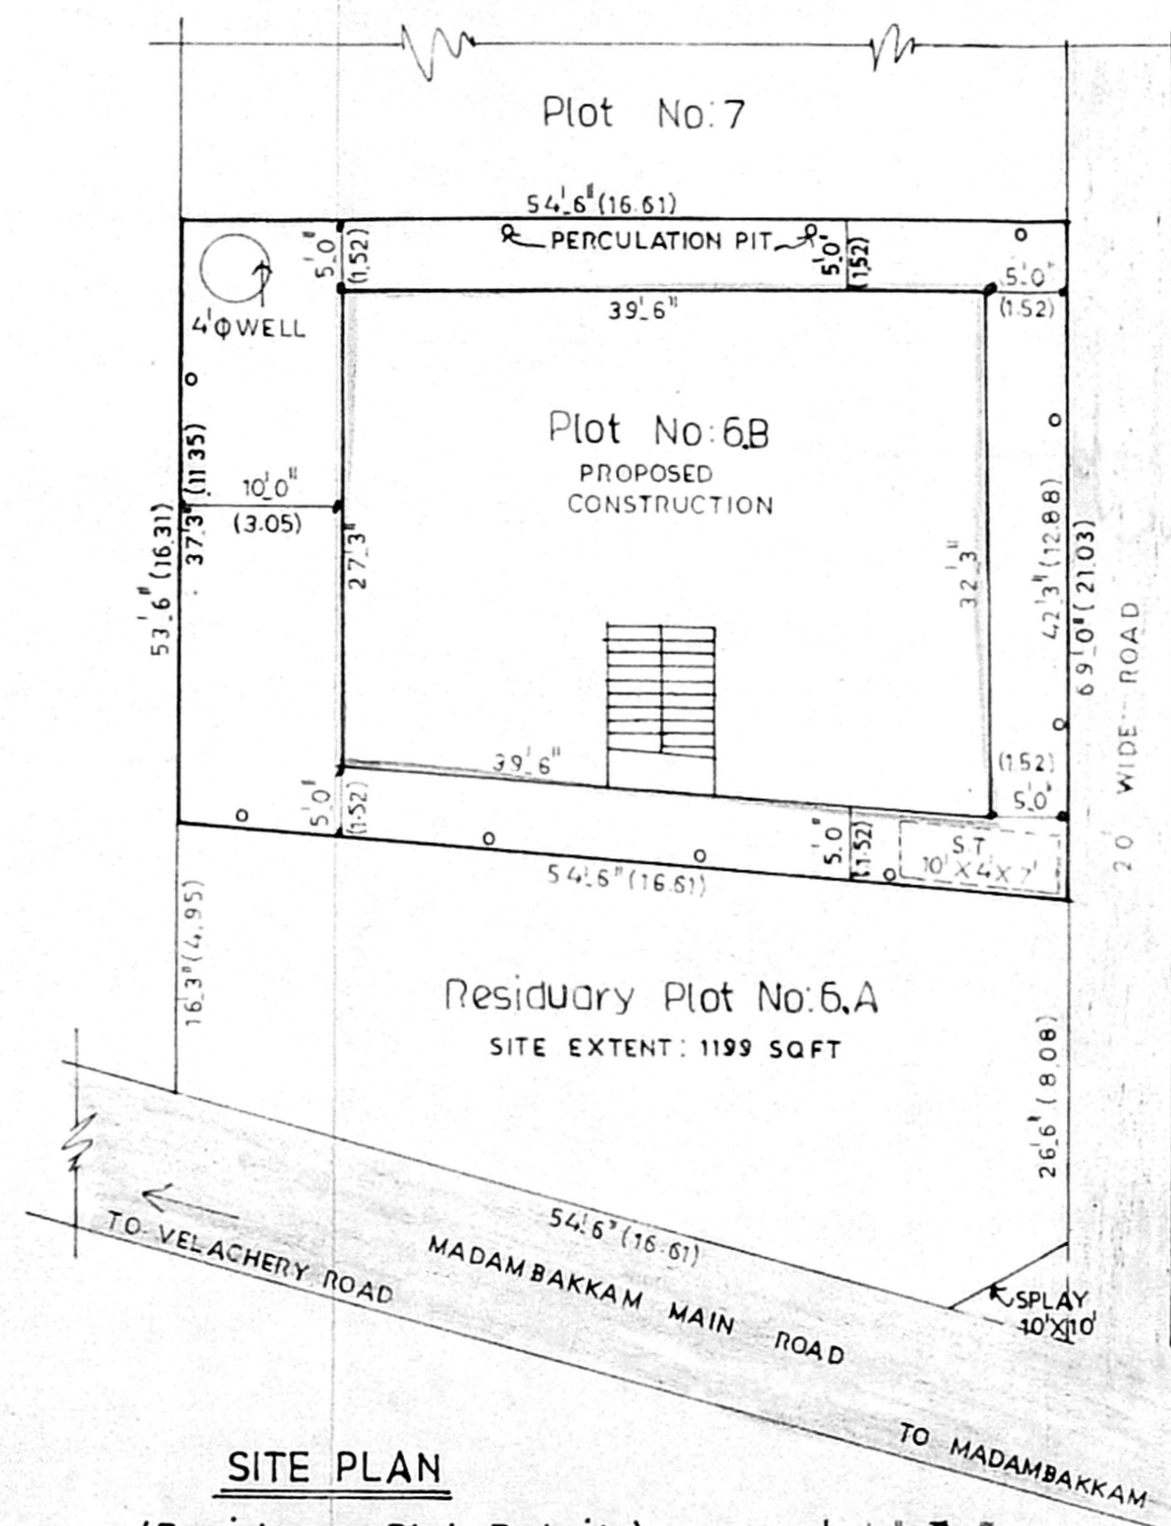 Plot No: 7
54'6"(16.61)
PERCULATION PIT
5'0"
(1.52)
5'0"
(1.52)
5'0"
(1.52)
39'6"
4'Φ WELL
Plot No: 6.B
PROPOSED
CONSTRUCTION
10'0"
(3.05)
37'3" (11.35)
53'6" (16.31)
27'3"
32'3"
42'3" (12.88)
69'0" (21.03)
20 WIDE ROAD
39'6"
(1.52)
5'0"
5'0"
(1.52)
5'0"
(1.52)
S.T
10'X4'X7'
54'6" (16.61)
16'3" (4.95)
Residuary Plot No: 6.A
SITE EXTENT: 1199 SQFT
26'6" (8.08)
54'6" (16.61)
TO VELACHERY ROAD
MADAMBAKKAM MAIN ROAD
SPLAY
10'X10'
TO MADAMBAKKAM
SITE PLAN